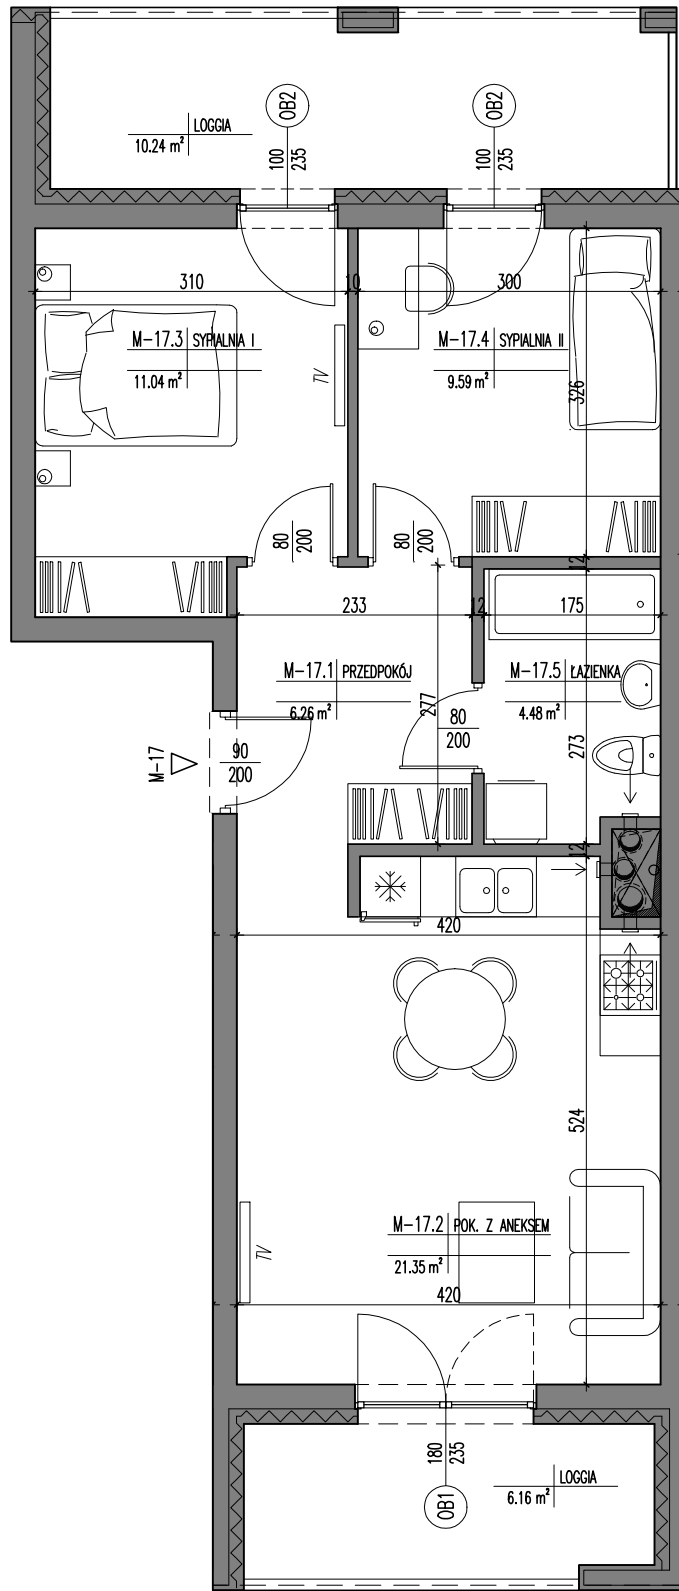 OB2
OB2
LOGGIA
10.24 m²
100
235
100
235
310
10
300
M-17.3 SYPIALNIA I
11.04 m²
TV
M-17.4 SYPIALNIA II
9.59 m²
326
80
200
80
200
12
233
12
175
M-17.1 PRZEDPOKÓJ
6.26 m²
277
M-17.5 ŁAZIENKA
4.48 m²
80
200
273
M-17
90
200
12
420
524
M-17.2 POK. Z ANEKSEM
21.35 m²
TV
420
180
235
LOGGIA
6.16 m²
OB1